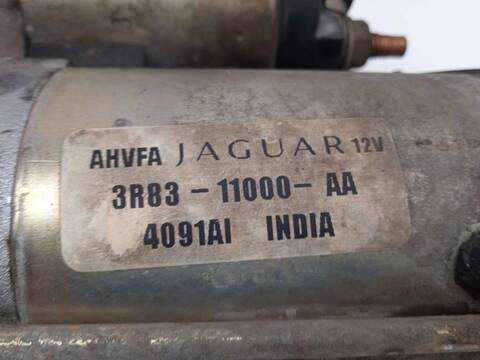 AHVFA JAGUAR 12V
3R83-11000-AA
4091AI INDIA